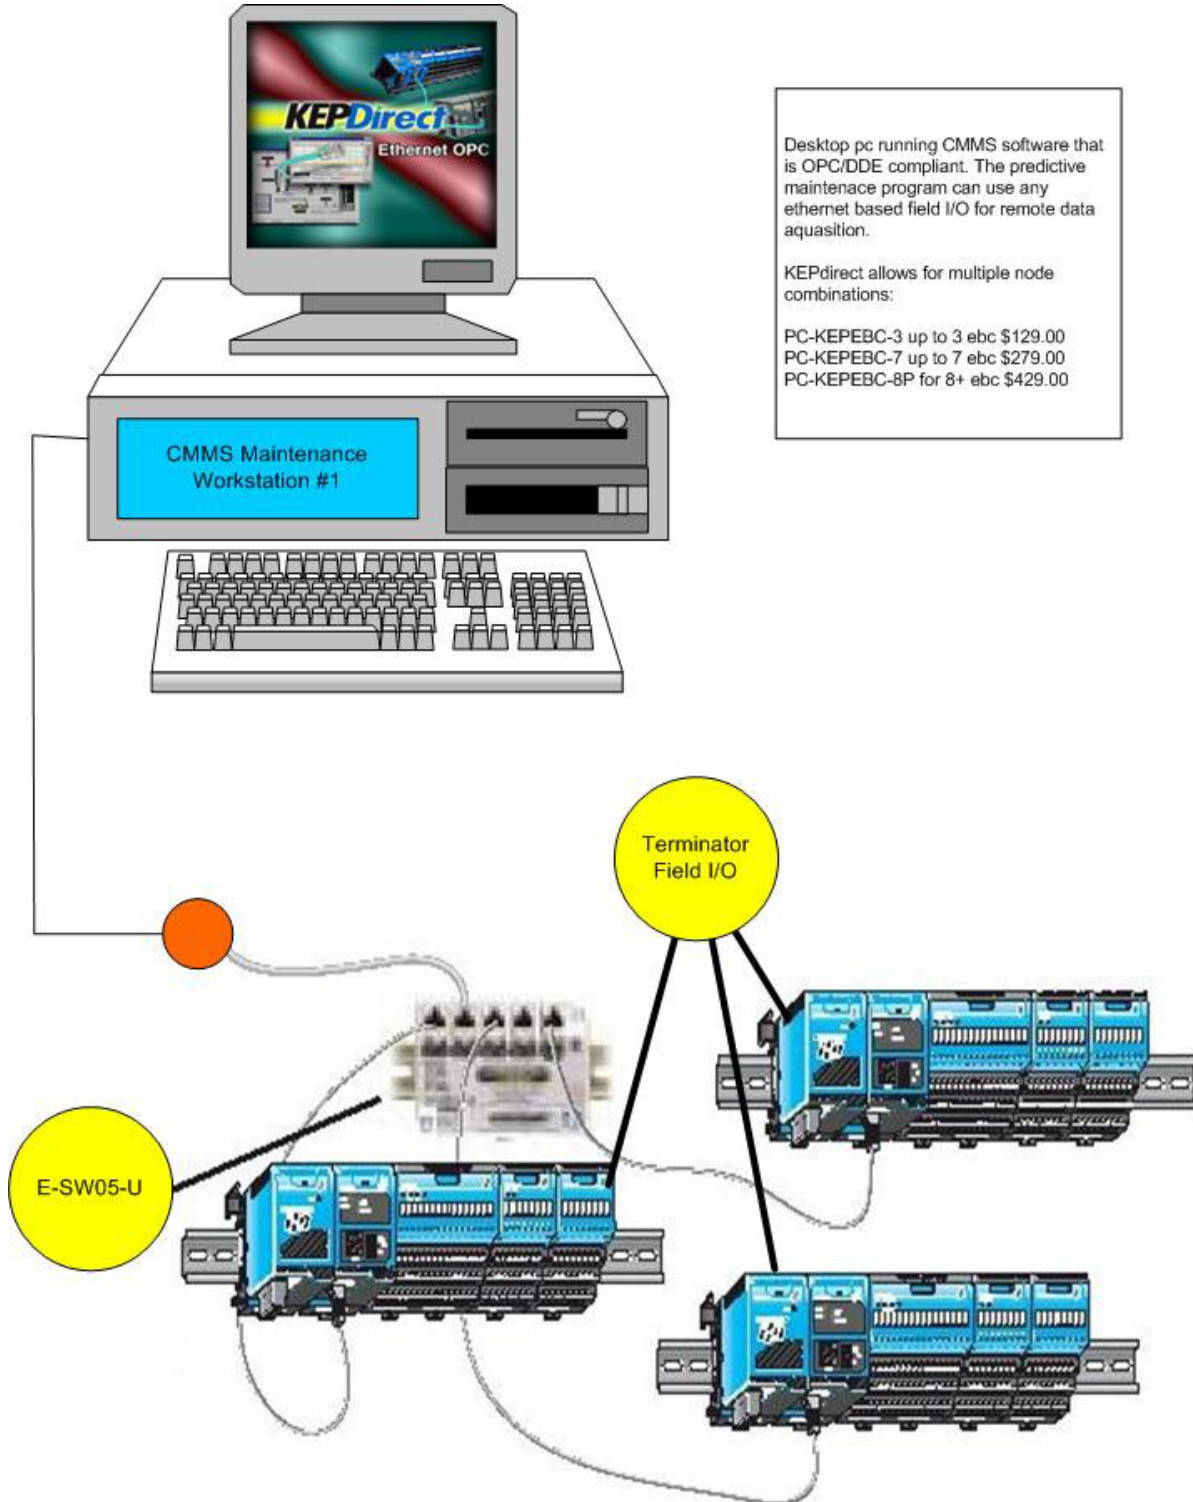 KEPDirect
Ethernet OPC
Desktop pc running CMMS software that
is OPC/DDE compliant. The predictive
maintenace program can use any
ethernet based field I/O for remote data
aquasition.
KEPdirect allows for multiple node
combinations:
PC-KEPEBC-3 up to 3 ebc $129.00
PC-KEPEBC-7 up to 7 ebc $279.00
PC-KEPEBC-8P for 8+ ebc $429.00
CMMS Maintenance
Workstation #1
Terminator
Field I/O
E-SW05-U